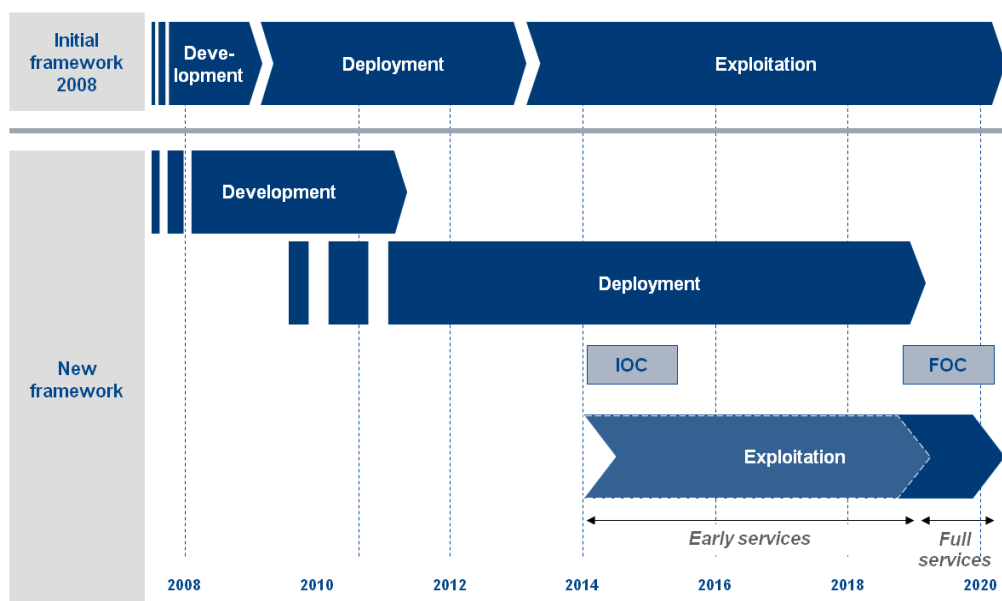 Initial
framework
2008
Deve-
lopment
Deployment
Exploitation
New
framework
Development
Deployment
IOC
FOC
Exploitation
Early services
Full
services
2008
2010
2012
2014
2016
2018
2020